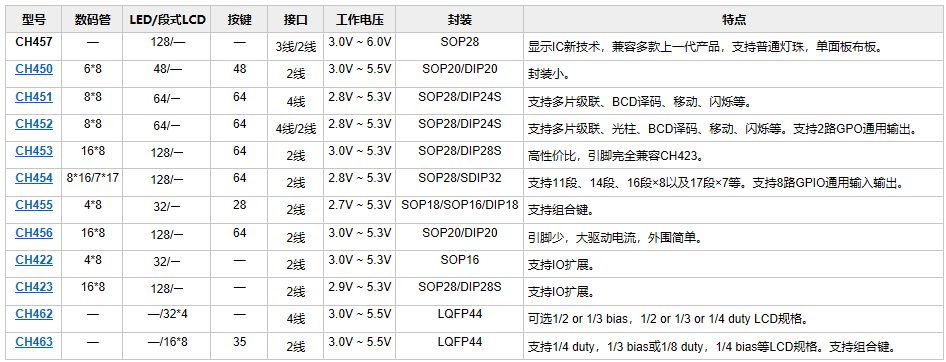 型号 数码管 LED/段式LCD 按键 接口 工作电压 封装 特点
CH457 — 128/— — 3线/2线 3.0V ~ 6.0V SOP28 显示IC新技术，兼容多款上一代产品，支持普通灯珠，单面板布板。
CH450 6*8 48/— 48 2线 3.0V ~ 5.5V SOP20/DIP20 封装小。
CH451 8*8 64/— 64 4线 2.8V ~ 5.3V SOP28/DIP24S 支持多片级联、BCD译码、移动、闪烁等。
CH452 8*8 64/— 64 4线/2线 2.8V ~ 5.3V SOP28/DIP24S 支持多片级联、光柱、BCD译码、移动、闪烁等。支持2路GPO通用输出。
CH453 16*8 128/— 64 2线 3.0V ~ 5.3V SOP28/DIP28S 高性价比，引脚完全兼容CH423。
CH454 8*16/7*17 128/— 64 2线 2.8V ~ 5.3V SOP28/SDIP32 支持11段、14段、16段×8以及17段×7等。支持8路GPIO通用输入输出。
CH455 4*8 32/— 28 2线 2.7V ~ 5.3V SOP18/SOP16/DIP18 支持组合键。
CH456 16*8 128/— 64 2线 3.0V ~ 5.3V SOP20/DIP20 引脚少，大驱动电流，外围简单。
CH422 4*8 32/— — 2线 3.0V ~ 5.3V SOP16 支持IO扩展。
CH423 16*8 128/— — 2线 2.9V ~ 5.3V SOP28/DIP28S 支持IO扩展。
CH462 — —/32*4 — 4线 3.0V ~ 5.5V LQFP44 可选1/2 or 1/3 bias，1/2 or 1/3 or 1/4 duty LCD规格。
CH463 — —/16*8 35 2线 3.0V ~ 5.5V LQFP44 支持1/4 duty，1/3 bias或1/8 duty，1/4 bias等LCD规格。支持组合键。